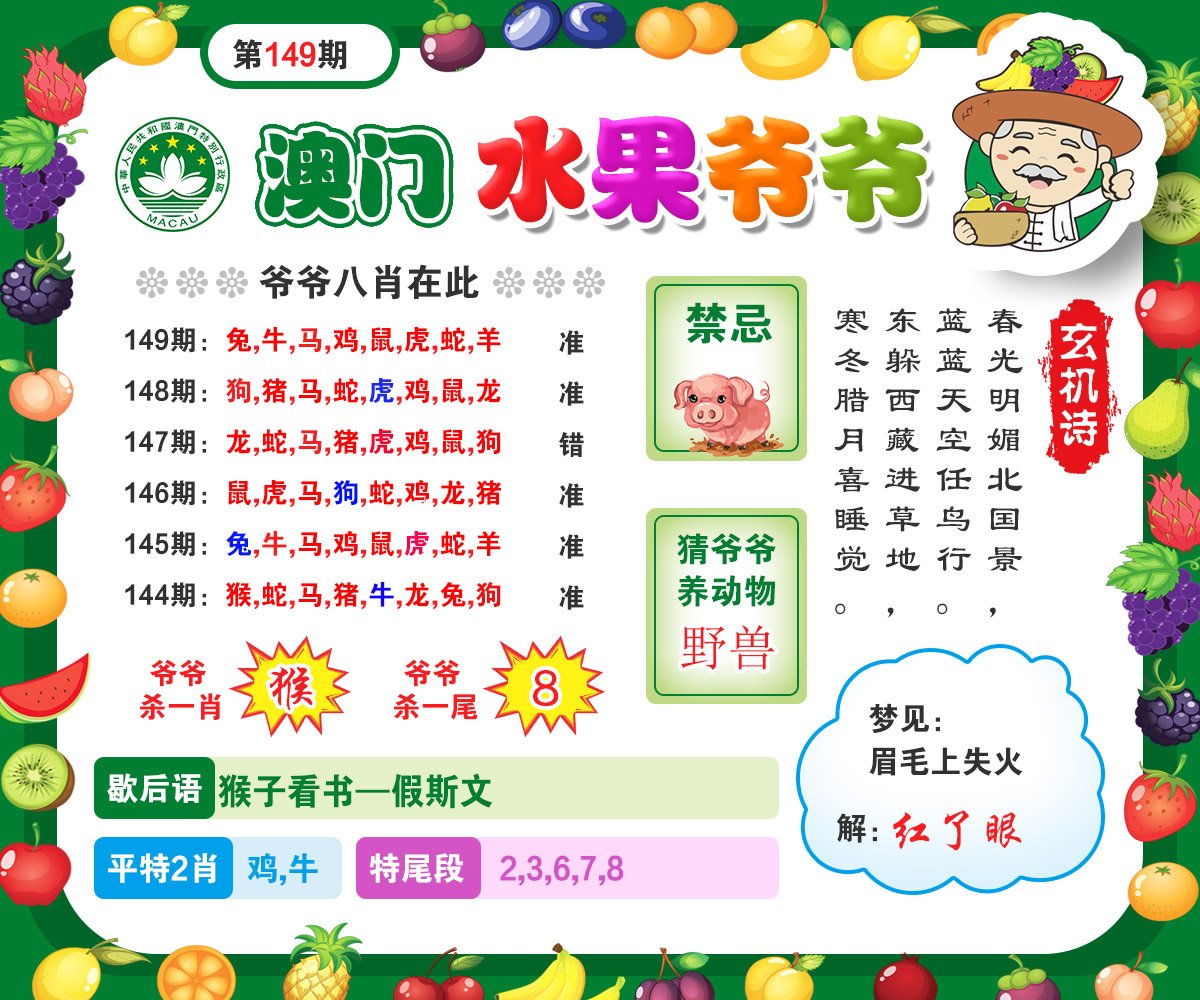 第149期
中華人民共和國澳門特別行政區
MACAU
澳门 水果爷爷
爷爷八肖在此
149期：兔,牛,马,鸡,鼠,虎,蛇,羊 准
148期：狗,猪,马,蛇,虎,鸡,鼠,龙 准
147期：龙,蛇,马,猪,虎,鸡,鼠,狗 错
146期：鼠,虎,马,狗,蛇,鸡,龙,猪 准
145期：兔,牛,马,鸡,鼠,虎,蛇,羊 准
144期：猴,蛇,马,猪,牛,龙,兔,狗 准
爷爷
杀一肖
猴
爷爷
杀一尾
8
禁忌
猜爷爷
养动物
野兽
玄机诗
春光明媚北国景，
蓝蓝天空任鸟行。
东躲西藏进草地，
寒冬腊月喜睡觉。
歇后语 猴子看书—假斯文
平特2肖 鸡,牛
特尾段 2,3,6,7,8
梦见：
眉毛上失火
解：红了眼